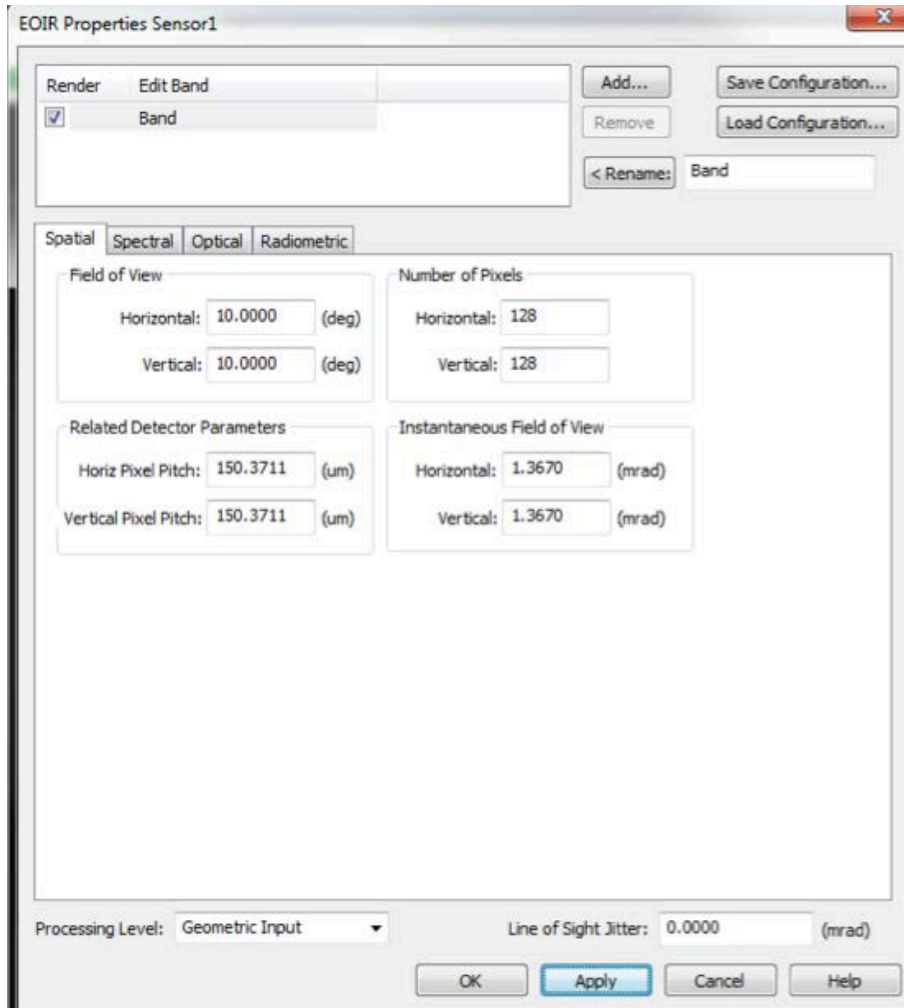 EOIR Properties Sensor1
Render Edit Band
Band
Add...
Remove
Save Configuration...
Load Configuration...
< Rename: Band
Spatial Spectral Optical Radiometric
Field of View
Horizontal: 10.0000 (deg)
Vertical: 10.0000 (deg)
Number of Pixels
Horizontal: 128
Vertical: 128
Related Detector Parameters
Horiz Pixel Pitch: 150.3711 (um)
Vertical Pixel Pitch: 150.3711 (um)
Instantaneous Field of View
Horizontal: 1.3670 (mrad)
Vertical: 1.3670 (mrad)
Processing Level: Geometric Input
Line of Sight Jitter: 0.0000 (mrad)
OK Apply Cancel Help